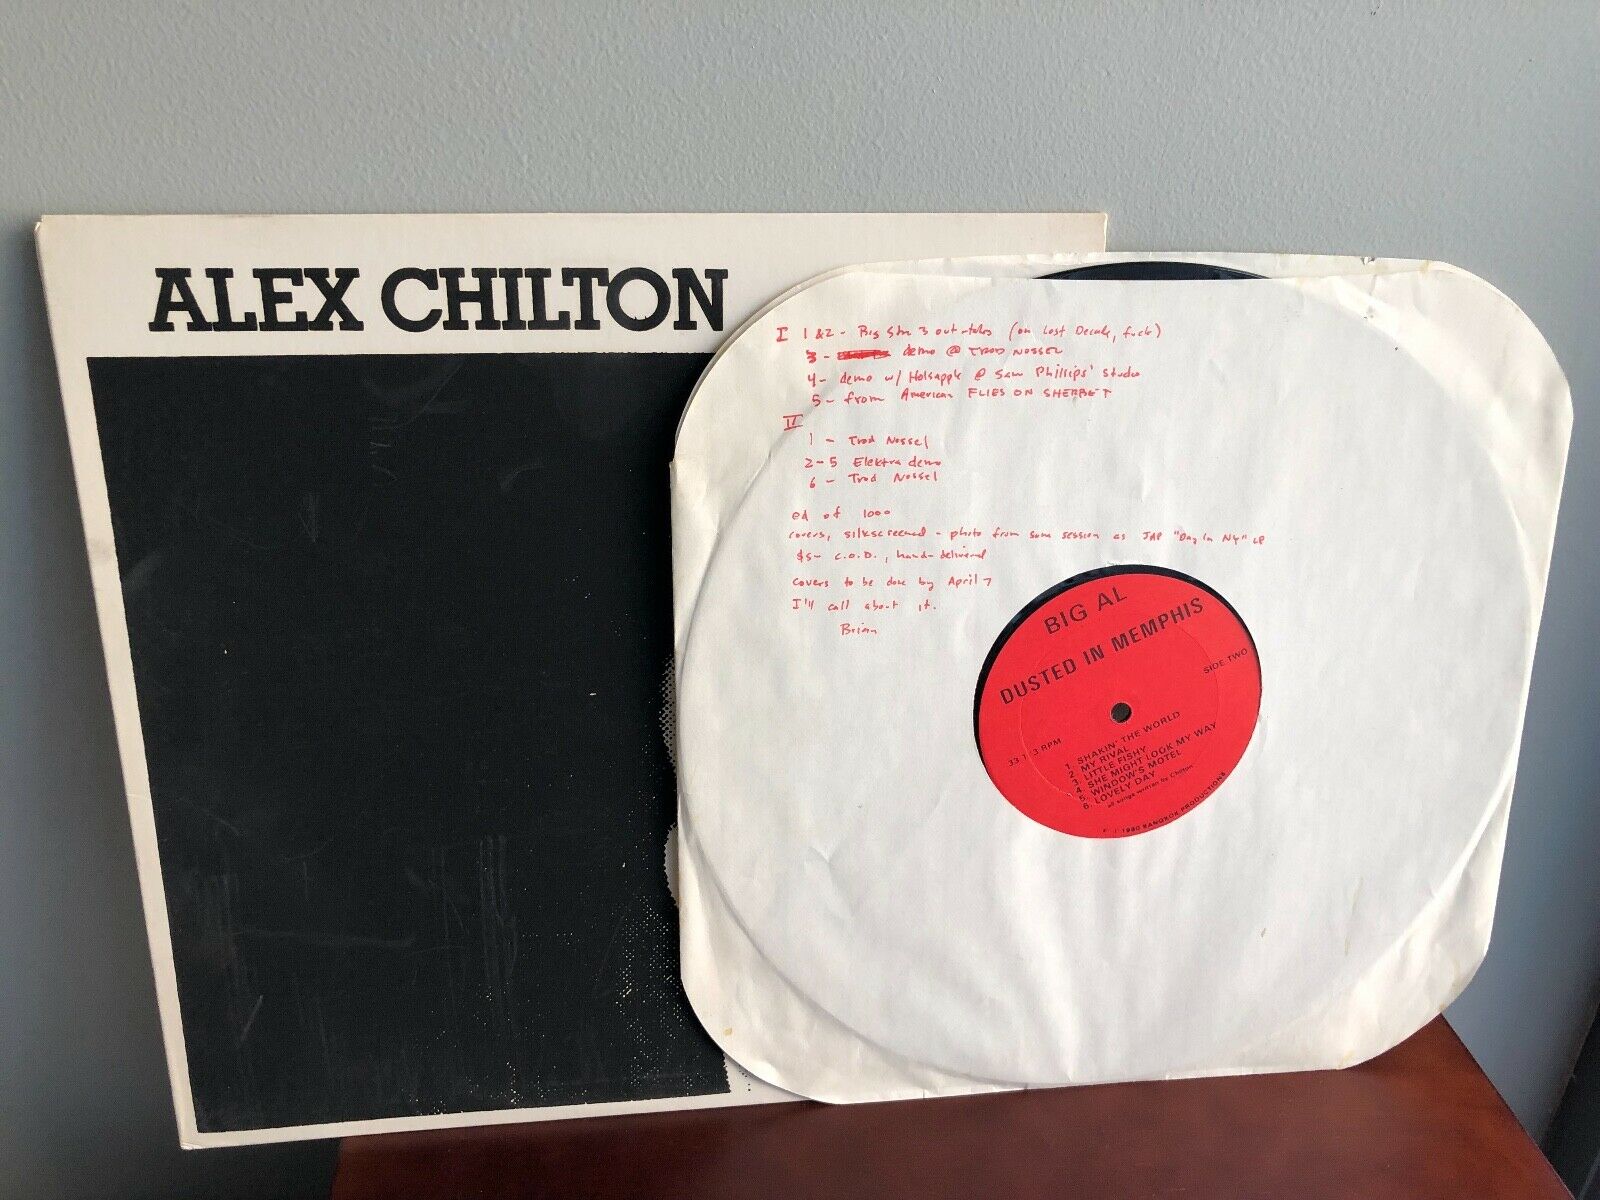 ALEX CHILTON
I 1 & 2 - Big Star 3 out-takes (on Lost Decade, fuck)
3 - demo @ TROD NOSSEL
4 - demo w/ Holsapple @ Sam Phillips' studio
5 - from American FLIES ON SHERBET
II
1 - Trod Nossel
2-5 Elektra demo
6 - Trod Nossel
ed of 1000
covers, silkscreened - photo from same session as JAP "Day in NY" LP
$5- C.O.D., hand-delivered
covers to be done by April 7
I'll call about it.
Brian
BIG AL
DUSTED IN MEMPHIS
SIDE TWO
33 1/3 RPM
1. SHAKIN' THE WORLD
2. MY RIVAL
3. LITTLE FISHY
4. SHE MIGHT LOOK MY WAY
5. WINDOW'S MOTEL
6. LOVELY DAY
all songs written by Chilton
1980 BANGKOK PRODUCTIONS